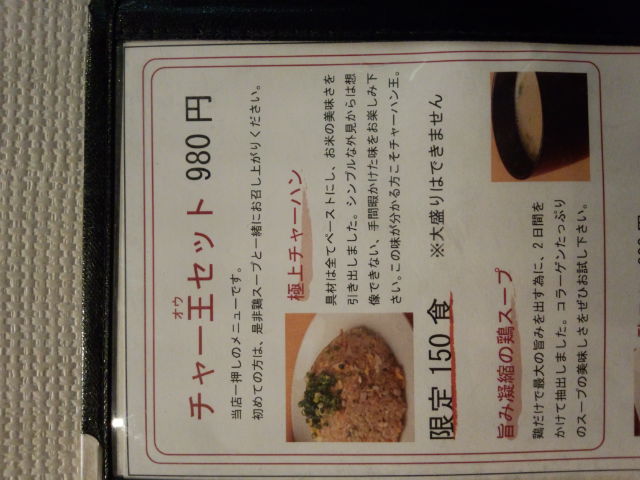 オウ
チャー王セット 980 円
当店一押しのメニューです。
初めての方は、是非鶏スープと一緒にお召し上がりください。
極上チャーハン
具材は全てペーストにし、お米の美味さを
引き出しました。シンプルな外見からは想
像できない、手間暇かけた味をお楽しみ下
さい。この味が分かる方こそチャーハン王。
限定 150 食 ※大盛りはできません
旨み凝縮の鶏スープ
鶏だけで最大の旨みを出す為に、2 日間を
かけて抽出しました。コラーゲンたっぷり
のスープの美味しさをぜひお試し下さい。